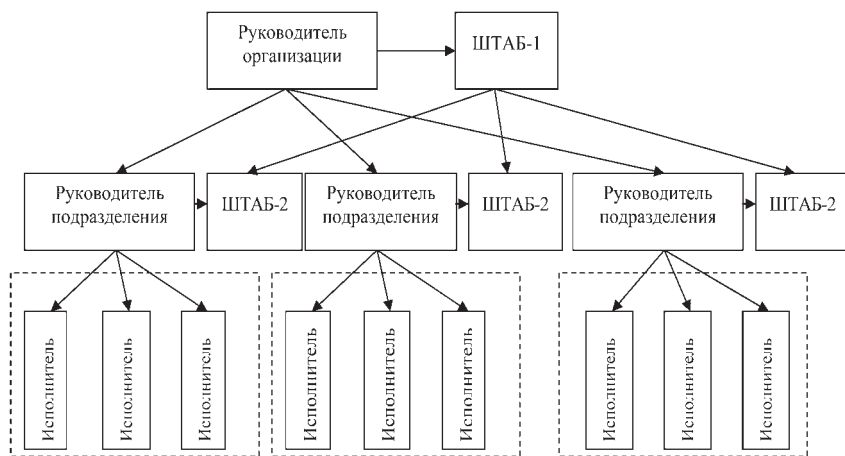 Руководитель
организации
ШТАБ-1
Руководитель
подразделения
ШТАБ-2
Руководитель
подразделения
ШТАБ-2
Руководитель
подразделения
ШТАБ-2
Исполнитель
Исполнитель
Исполнитель
Исполнитель
Исполнитель
Исполнитель
Исполнитель
Исполнитель
Исполнитель